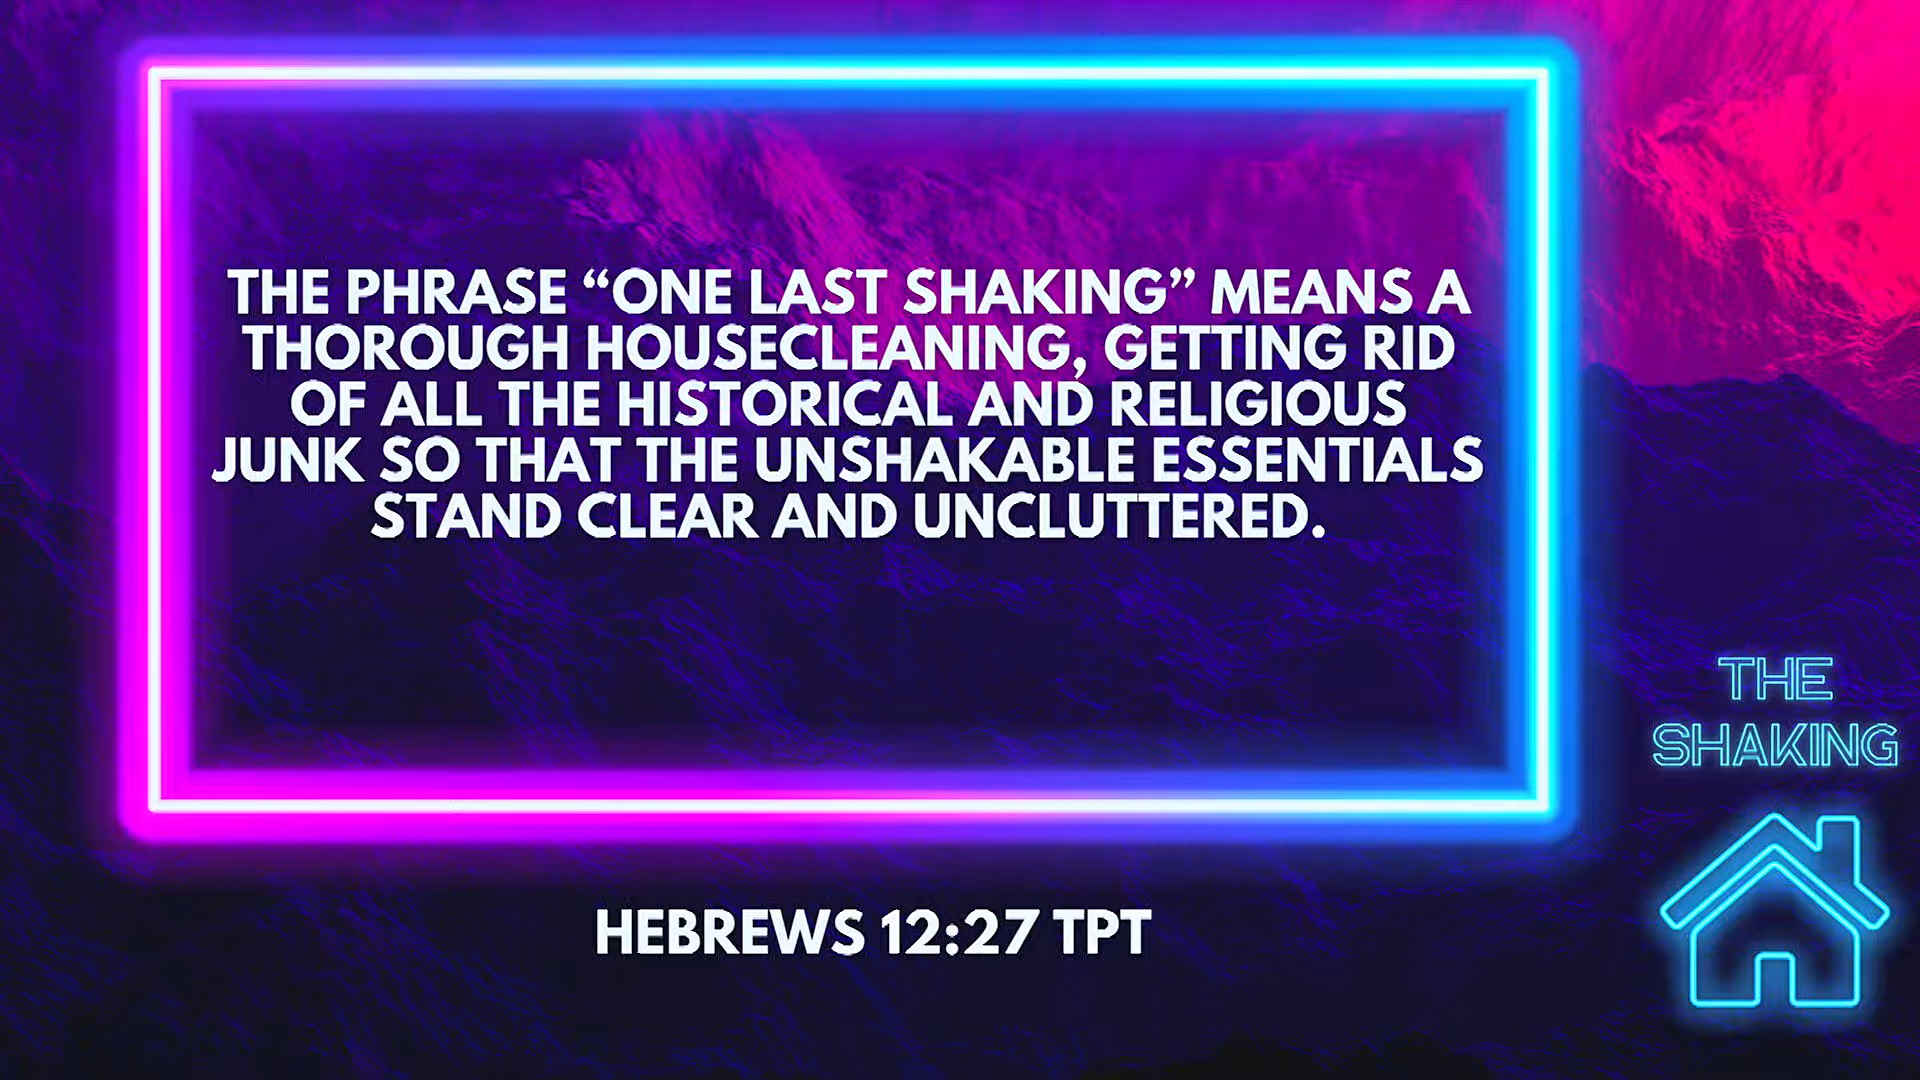 THE PHRASE “ONE LAST SHAKING” MEANS A
THOROUGH HOUSECLEANING, GETTING RID
OF ALL THE HISTORICAL AND RELIGIOUS
JUNK SO THAT THE UNSHAKABLE ESSENTIALS
STAND CLEAR AND UNCLUTTERED.
THE
SHAKING
HEBREWS 12:27 TPT